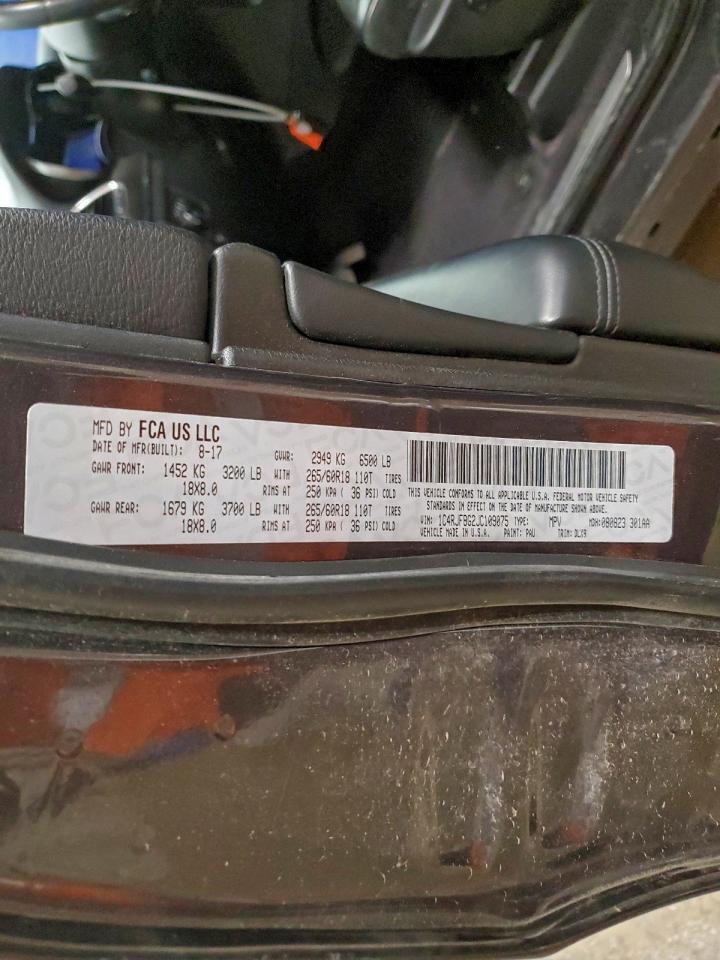 MFD BY FCA US LLC
DATE OF MFR(BUILT): 8-17 GVWR: 2949 KG 6500 LB
GAWR FRONT: 1452 KG 3200 LB WITH 265/60R18 110T TIRES
18X8.0 RIMS AT 250 KPA ( 36 PSI) COLD
GAWR REAR: 1679 KG 3700 LB WITH 265/60R18 110T TIRES
18X8.0 RIMS AT 250 KPA ( 36 PSI) COLD
THIS VEHICLE CONFORMS TO ALL APPLICABLE U.S.A. FEDERAL MOTOR VEHICLE SAFETY
STANDARDS IN EFFECT ON THE DATE OF MANUFACTURE SHOWN ABOVE.
VIN: 1C4RJFBG2JC109075 TYPE: MPV MDH: 080823 301AA
VEHICLE MADE IN U.S.A. PAINT: PAU TRIM: DLX9